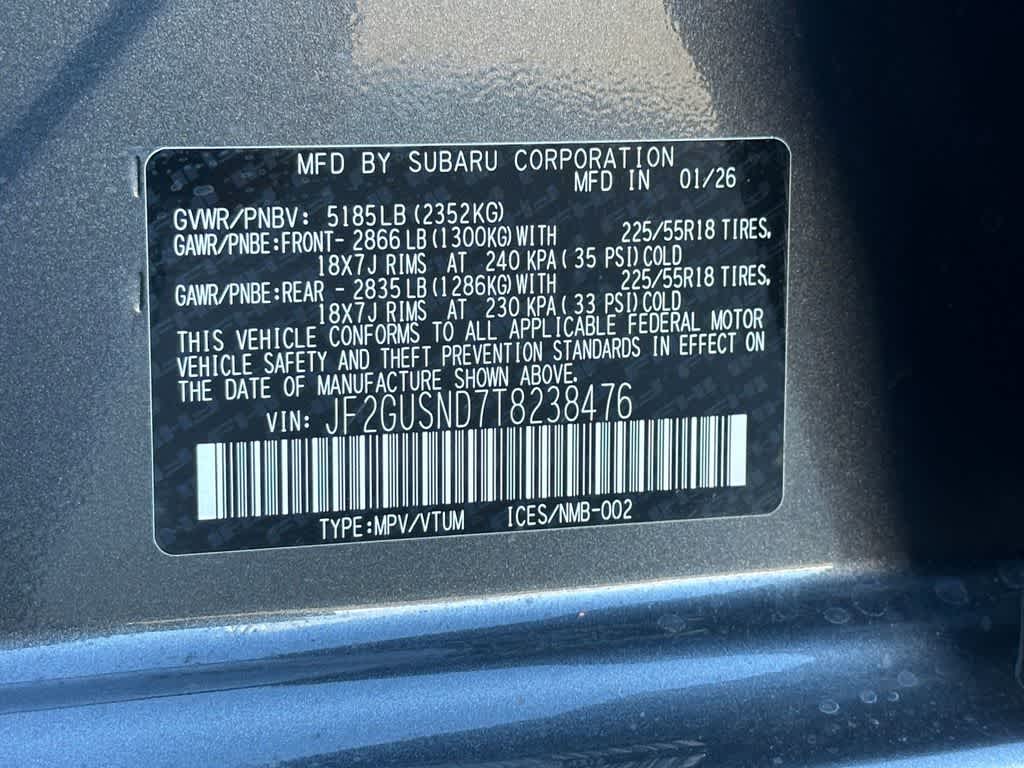 MFD BY SUBARU CORPORATION
MFD IN 01/26
GVWR/PNBV: 5185LB (2352KG)
GAWR/PNBE:FRONT- 2866 LB (1300KG) WITH 225/55R18 TIRES,
18X7J RIMS AT 240 KPA ( 35 PSI) COLD
GAWR/PNBE:REAR - 2835 LB (1286KG) WITH 225/55R18 TIRES,
18X7J RIMS AT 230 KPA ( 33 PSI) COLD
THIS VEHICLE CONFORMS TO ALL APPLICABLE FEDERAL MOTOR
VEHICLE SAFETY AND THEFT PREVENTION STANDARDS IN EFFECT ON
THE DATE OF MANUFACTURE SHOWN ABOVE.
VIN: JF2GUSND7T8238476
TYPE:MPV/VTUM ICES/NMB-002